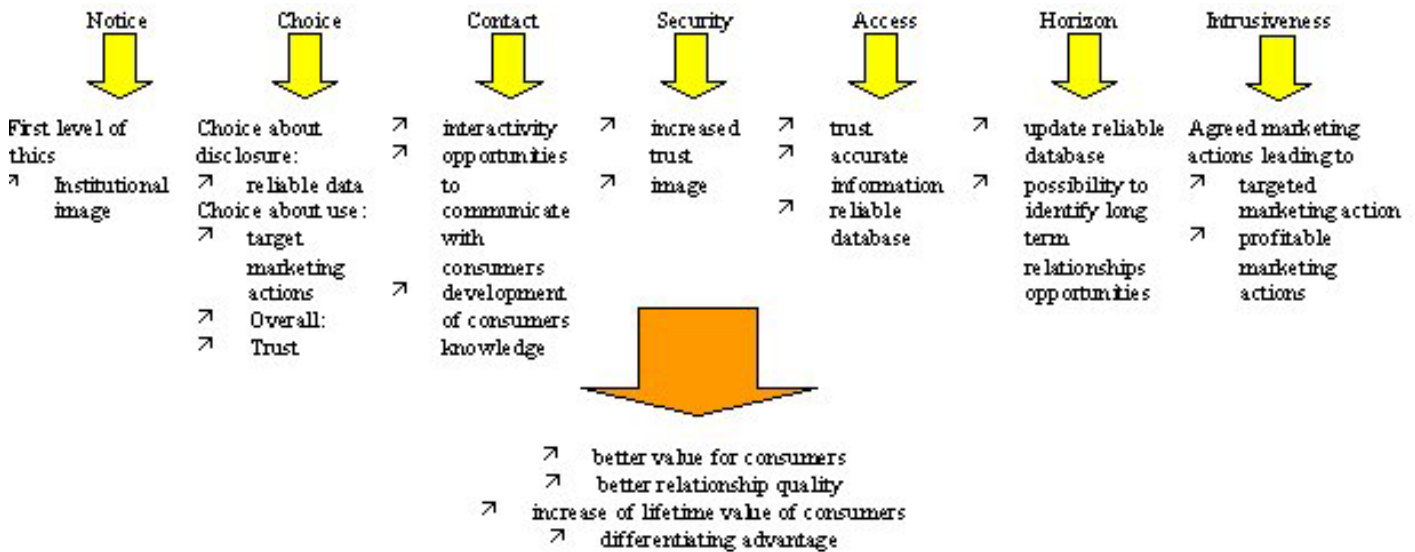 Notice
Choice
Contact
Security
Access
Horizon
Intrusiveness
First level of
thics
↗ Institutional
image
Choice about
disclosure:
↗ reliable data
Choice about use:
↗ target
marketing
actions
↗ Overall:
↗ Trust
↗ interactivity
↗ opportunities
to
communicate
with
consumers
↗ development
of consumers
knowledge
↗ increased
trust
↗ image
↗ trust
↗ accurate
information
↗ reliable
database
↗ update reliable
database
↗ possibility to
identify long
term
relationships
opportunities
Agreed marketing
actions leading to
↗ targeted
marketing action
↗ profitable
marketing
actions
↗ better value for consumers
↗ better relationship quality
↗ increase of lifetime value of consumers
↗ differentiating advantage